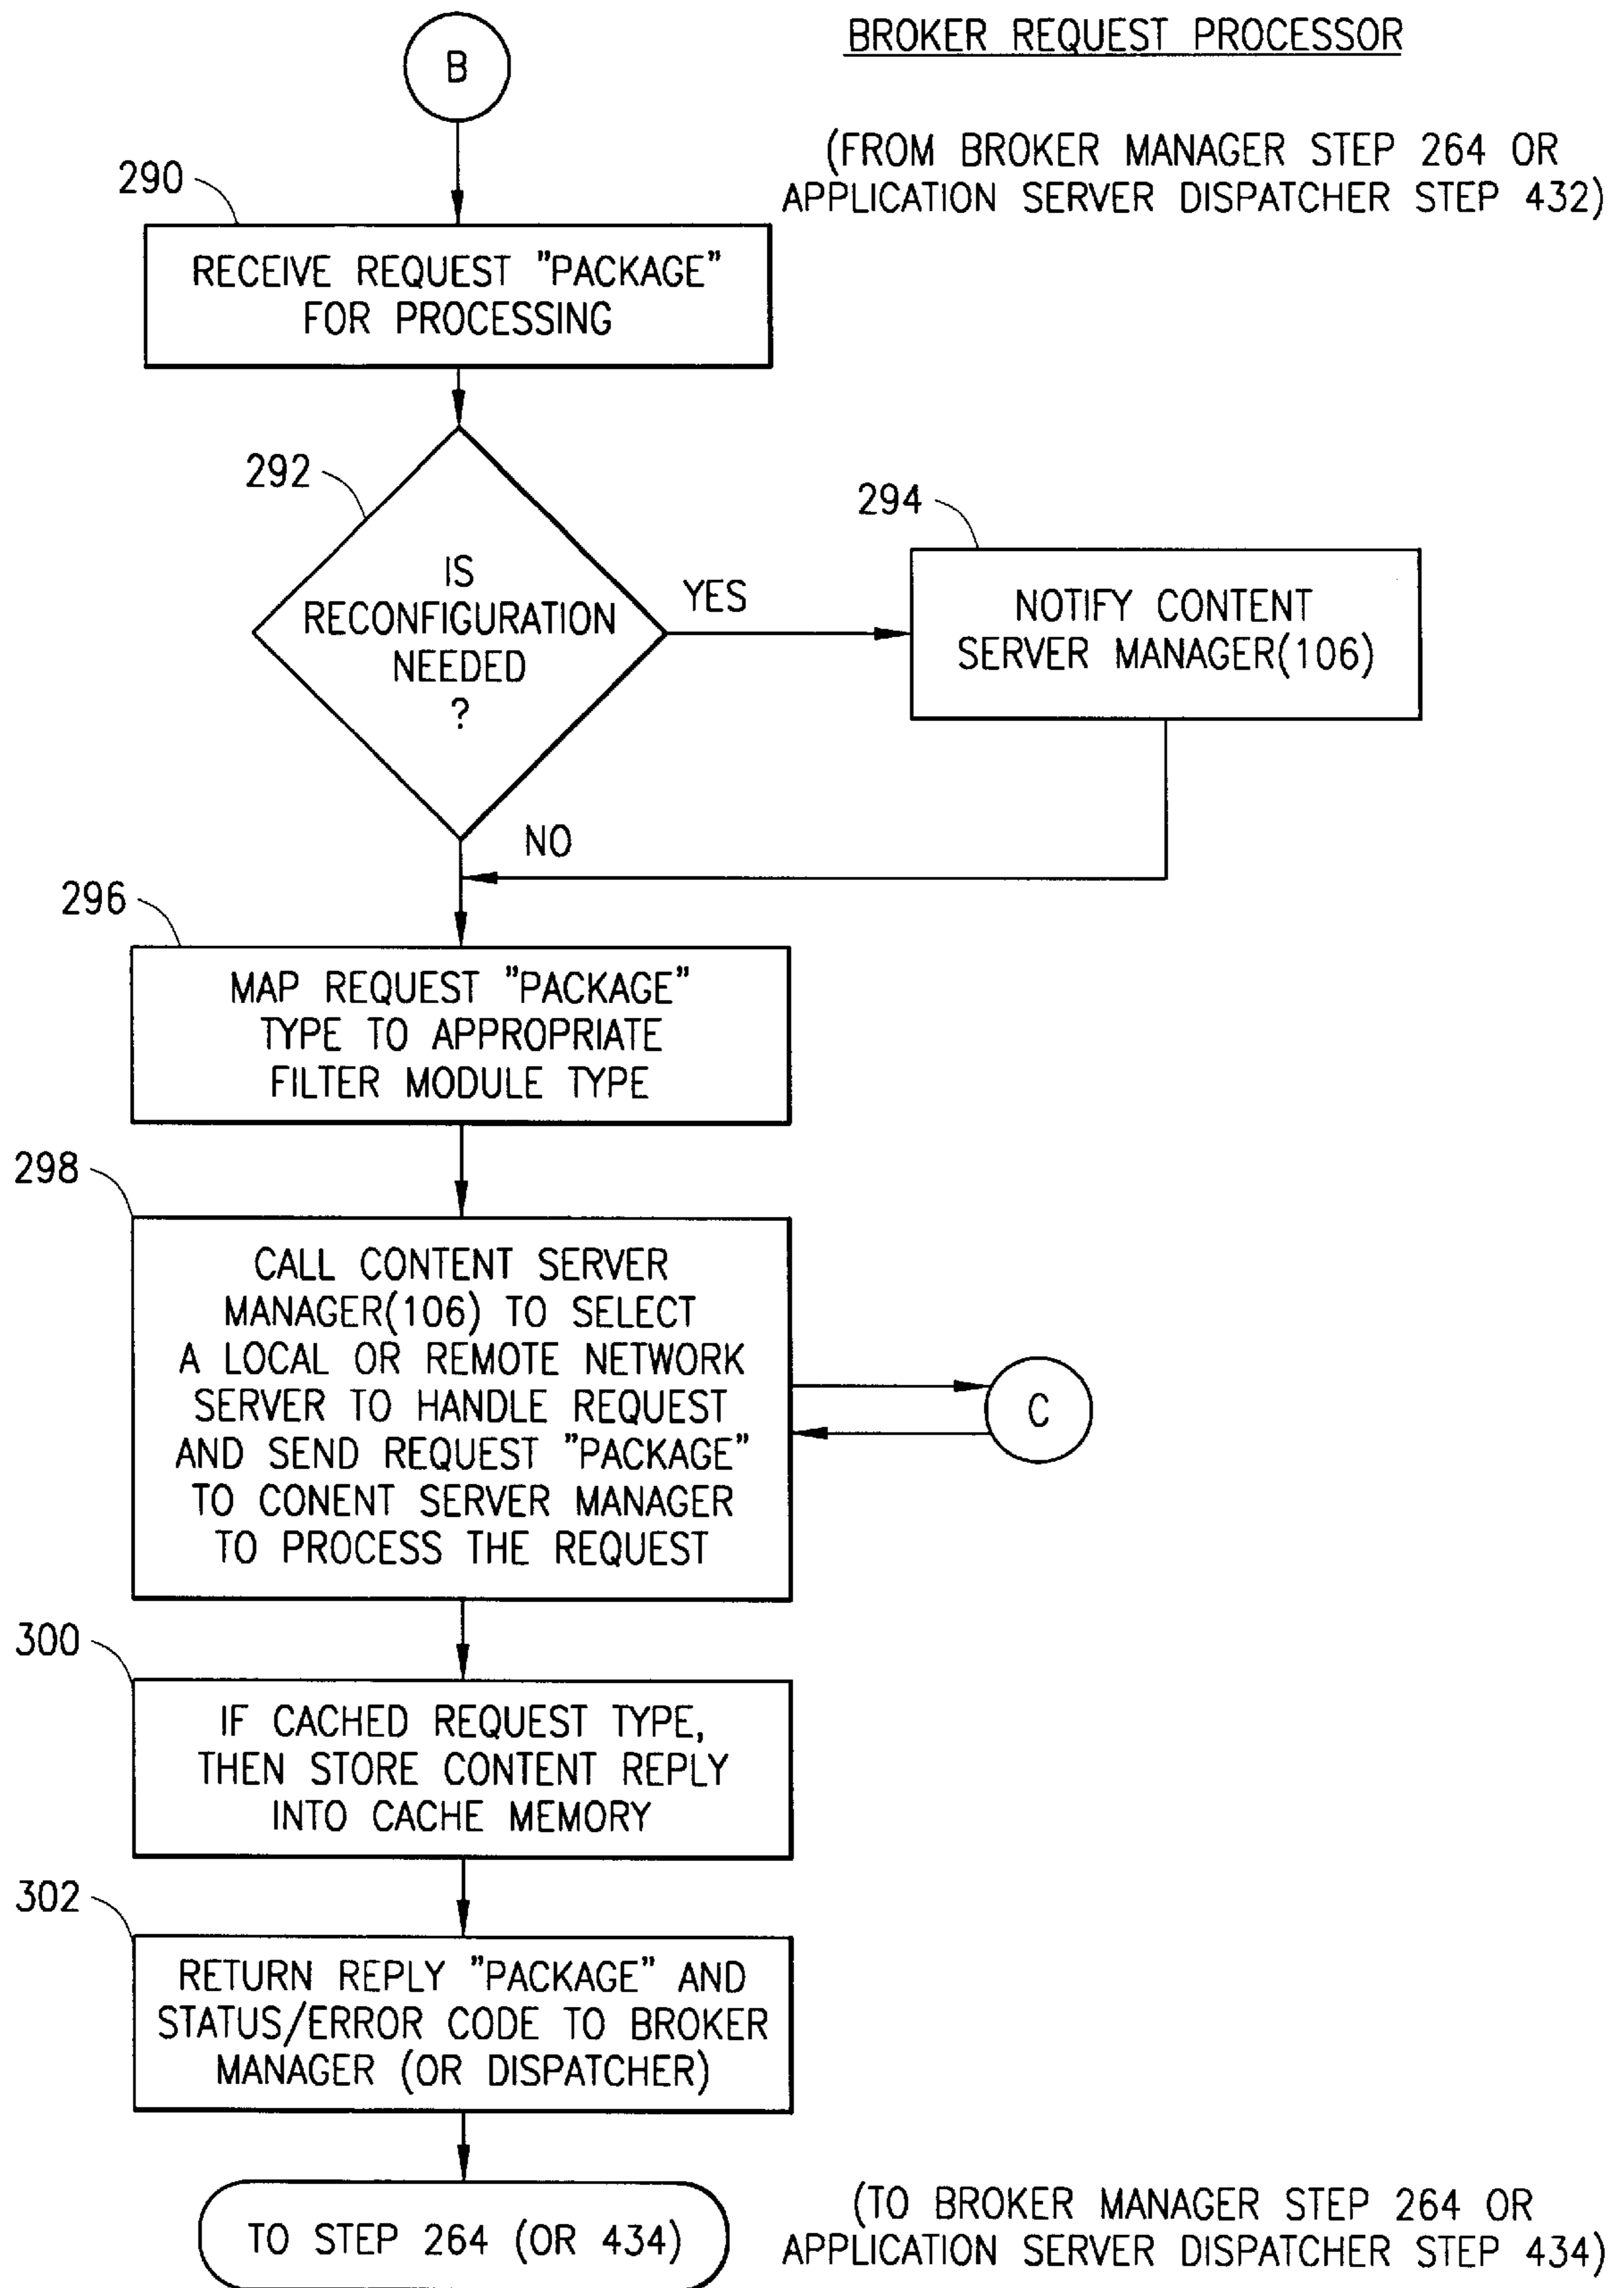 BROKER REQUEST PROCESSOR
B
(FROM BROKER MANAGER STEP 264 OR
APPLICATION SERVER DISPATCHER STEP 432)
290
RECEIVE REQUEST "PACKAGE"
FOR PROCESSING
292
IS
RECONFIGURATION
NEEDED
?
YES
294
NOTIFY CONTENT
SERVER MANAGER(106)
NO
296
MAP REQUEST "PACKAGE"
TYPE TO APPROPRIATE
FILTER MODULE TYPE
298
CALL CONTENT SERVER
MANAGER(106) TO SELECT
A LOCAL OR REMOTE NETWORK
SERVER TO HANDLE REQUEST
AND SEND REQUEST "PACKAGE"
TO CONENT SERVER MANAGER
TO PROCESS THE REQUEST
C
300
IF CACHED REQUEST TYPE,
THEN STORE CONTENT REPLY
INTO CACHE MEMORY
302
RETURN REPLY "PACKAGE" AND
STATUS/ERROR CODE TO BROKER
MANAGER (OR DISPATCHER)
TO STEP 264 (OR 434)
(TO BROKER MANAGER STEP 264 OR
APPLICATION SERVER DISPATCHER STEP 434)